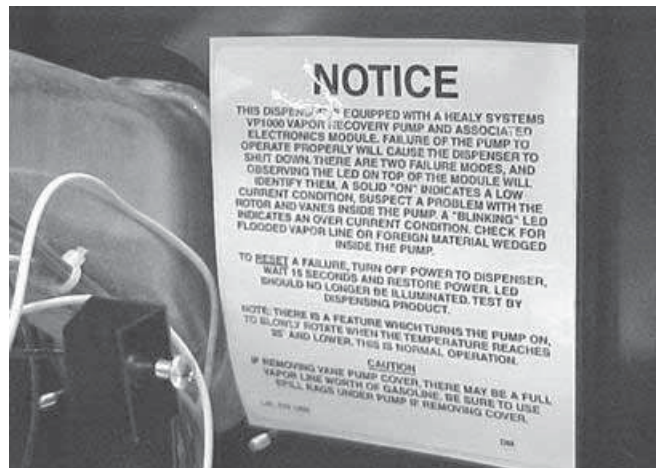 NOTICE
THIS DISPENSER IS EQUIPPED WITH A HEALY SYSTEMS
VP1000 VAPOR RECOVERY PUMP AND ASSOCIATED
ELECTRONICS MODULE. FAILURE OF THE PUMP TO
OPERATE PROPERLY WILL CAUSE THE DISPENSER TO
SHUT DOWN. THERE ARE TWO FAILURE MODES, AND
OBSERVING THE LED ON TOP OF THE MODULE WILL
IDENTIFY THEM. A SOLID "ON" INDICATES A LOW
CURRENT CONDITION, SUSPECT A PROBLEM WITH THE
ROTOR AND VANES INSIDE THE PUMP. A "BLINKING" LED
INDICATES AN OVER CURRENT CONDITION. CHECK FOR
FLOODED VAPOR LINE OR FOREIGN MATERIAL WEDGED
INSIDE THE PUMP.
TO RESET A FAILURE, TURN OFF POWER TO DISPENSER,
WAIT 15 SECONDS AND RESTORE POWER. LED
SHOULD NO LONGER BE ILLUMINATED. TEST BY
DISPENSING PRODUCT.
NOTE: THERE IS A FEATURE WHICH TURNS THE PUMP ON,
TO SLOWLY ROTATE WHEN THE TEMPERATURE REACHES
35° AND LOWER, THIS IS NORMAL OPERATION.
CAUTION
IF REMOVING VANE PUMP COVER, THERE MAY BE A FULL
VAPOR LINE WORTH OF GASOLINE, BE SURE TO USE
SPILL RAGS UNDER PUMP IF REMOVING COVER.